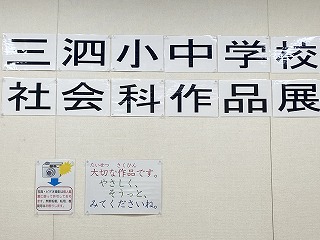 三泗小中学校
社会科作品展
たいせつ さくひん
大切な作品です。
やさしく、
そうっと、
みてくださいね。